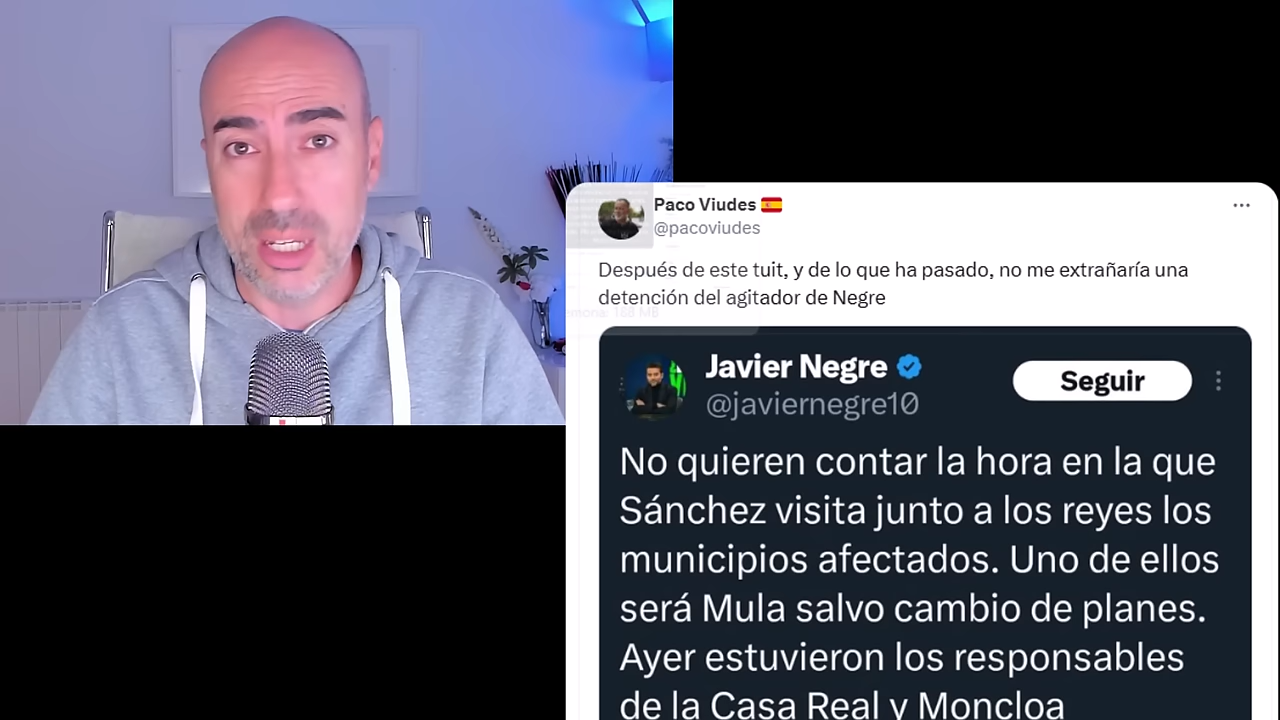 Paco Viudes
@pacoviudes
Después de este tuit, y de lo que ha pasado, no me extrañaría una
detención del agitador de Negre
Javier Negre
@javiernegre10
Seguir
No quieren contar la hora en la que
Sánchez visita junto a los reyes los
municipios afectados. Uno de ellos
será Mula salvo cambio de planes.
Ayer estuvieron los responsables
de la Casa Real y Moncloa